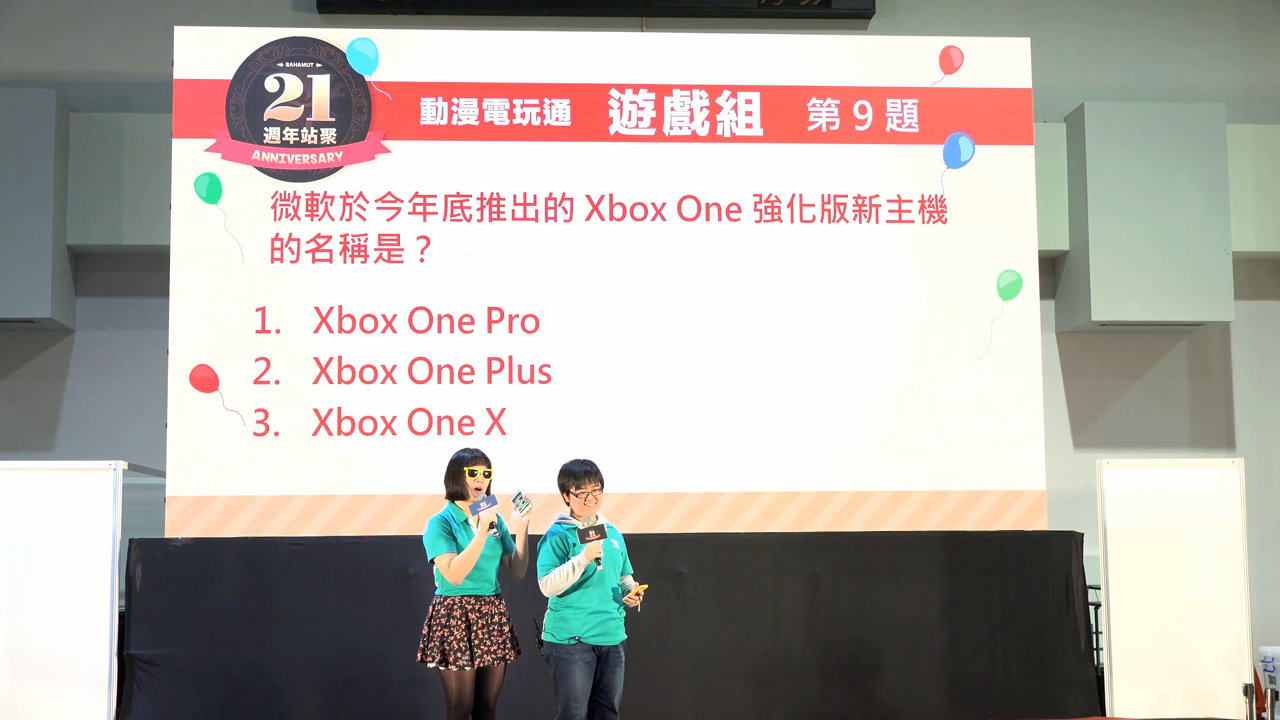 BAHAMUT
21
週年站聚
ANNIVERSARY
動漫電玩通 遊戲組 第 9 題
微軟於今年底推出的 Xbox One 強化版新主機
的名稱是？
1. Xbox One Pro
2. Xbox One Plus
3. Xbox One X
21